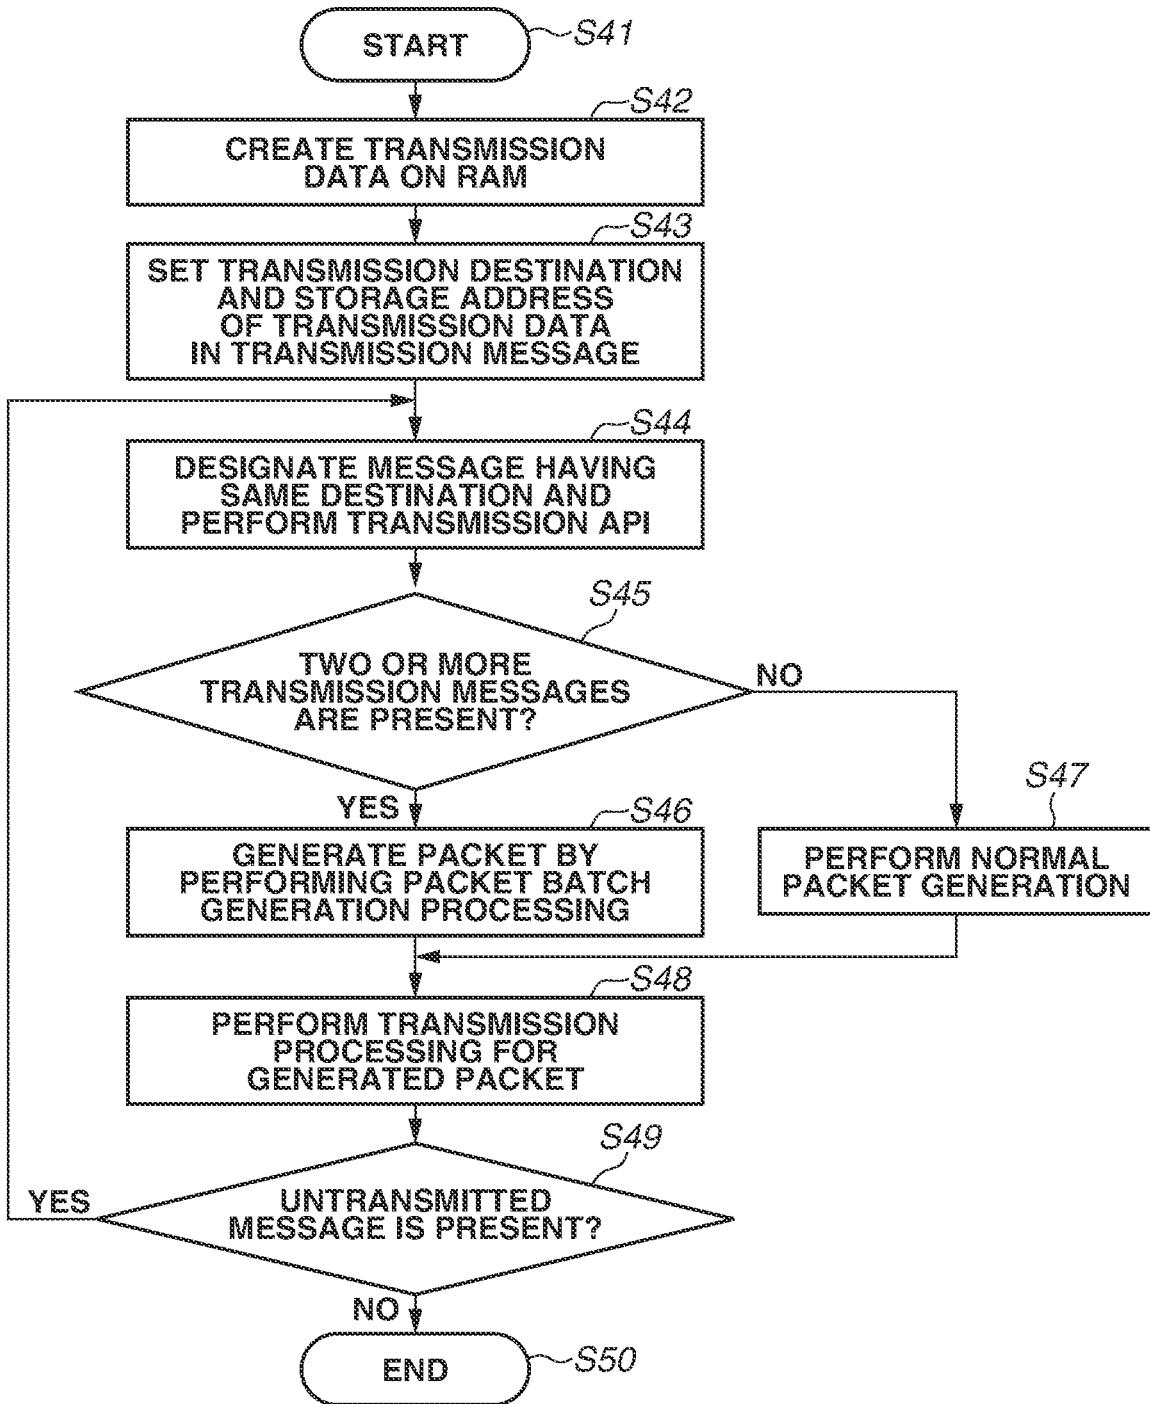 START
S41
S42
CREATE TRANSMISSION
DATA ON RAM
S43
SET TRANSMISSION DESTINATION
AND STORAGE ADDRESS
OF TRANSMISSION DATA
IN TRANSMISSION MESSAGE
S44
DESIGNATE MESSAGE HAVING
SAME DESTINATION AND
PERFORM TRANSMISSION API
S45
TWO OR MORE
TRANSMISSION MESSAGES
ARE PRESENT?
NO
YES
S46
GENERATE PACKET BY
PERFORMING PACKET BATCH
GENERATION PROCESSING
S47
PERFORM NORMAL
PACKET GENERATION
S48
PERFORM TRANSMISSION
PROCESSING FOR
GENERATED PACKET
S49
YES
UNTRANSMITTED
MESSAGE IS PRESENT?
NO
END
S50